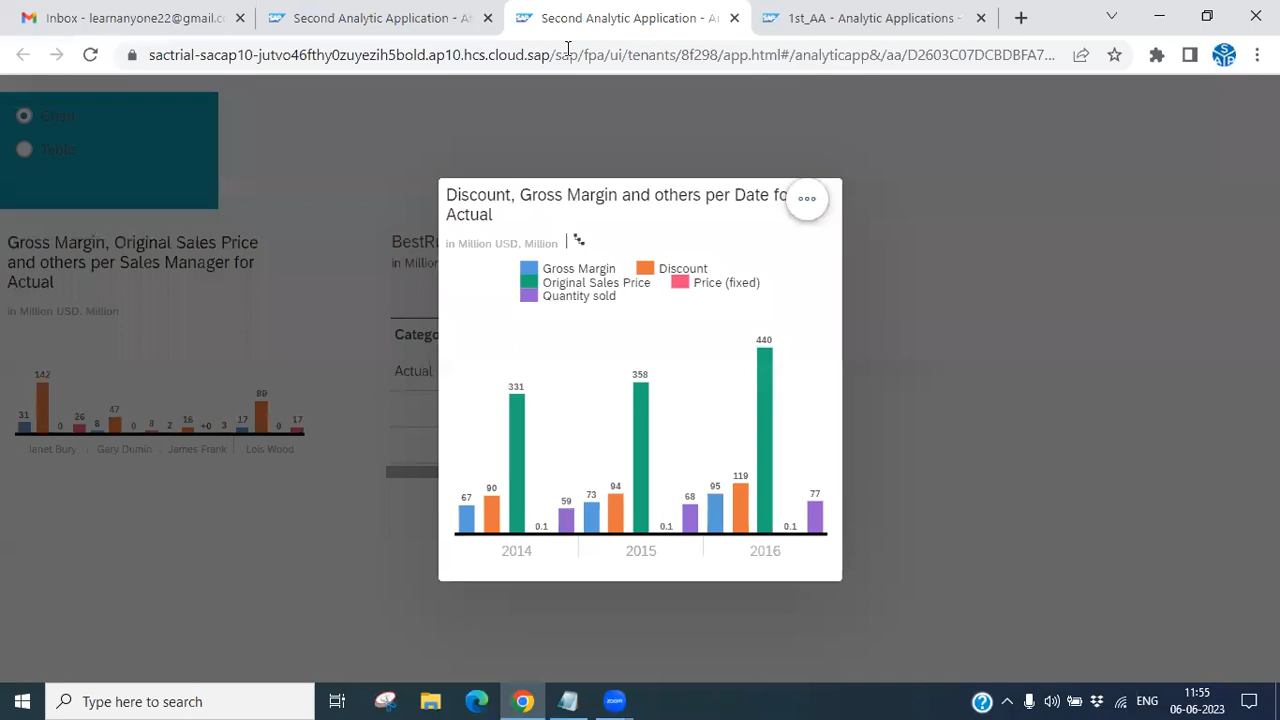 Inbox - learnanyone22@gmail.c
Second Analytic Application - A
Second Analytic Application - A
1st_AA - Analytic Applications -
sactrial-sacap10-jutvo46fthy0zuyezih5bold.ap10.hcs.cloud.sap/sap/fpa/ui/tenants/8f298/app.html#/analyticapp&/aa/D2603C07DCBDBFA7...
Chart
Table
Gross Margin, Original Sales Price
and others per Sales Manager for
Actual
in Million USD, Million
31 142 0 26 8 47 0 8 2 16 +0 3 17 89 0 17
Janet Bury Gary Dumin James Frank Lois Wood
BestRu
in Million
Catego
Actual
Discount, Gross Margin and others per Date fo
Actual
in Million USD, Million
Gross Margin Discount
Original Sales Price Price (fixed)
Quantity sold
67 90 331 0.1 59 73 94 358 0.1 68 95 119 440 0.1 77
2014 2015 2016
Type here to search
zoom
ENG
11:55
06-06-2023